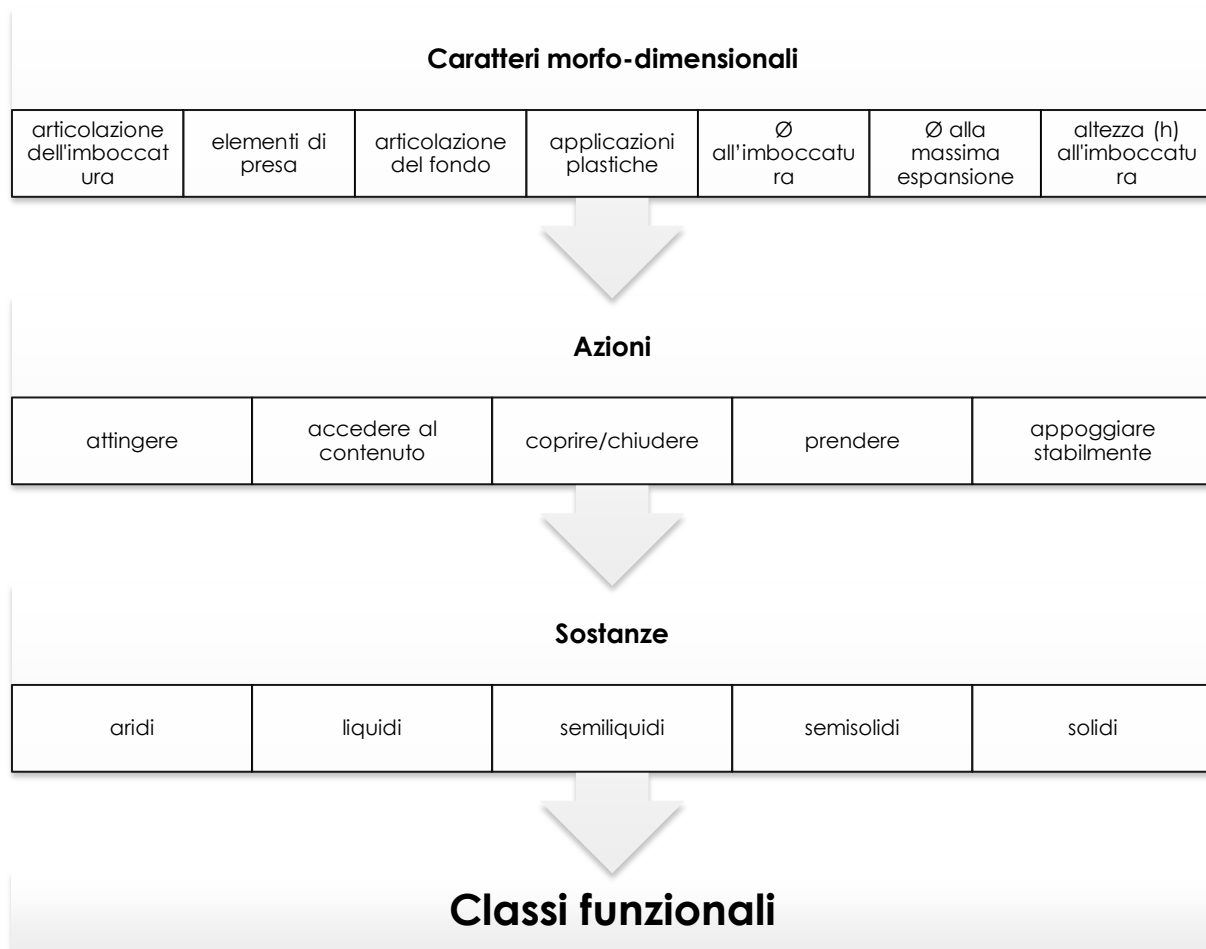 Caratteri morfo-dimensionali
articolazione
dell'imboccat
ura
elementi di
presa
articolazione
del fondo
applicazioni
plastiche
Ø
all’imboccatu
ra
Ø alla
massima
espansione
altezza (h)
all'imboccatu
ra
Azioni
attingere
accedere al
contenuto
coprire/chiudere
prendere
appoggiare
stabilmente
Sostanze
aridi
liquidi
semiliquidi
semisolidi
solidi
Classi funzionali